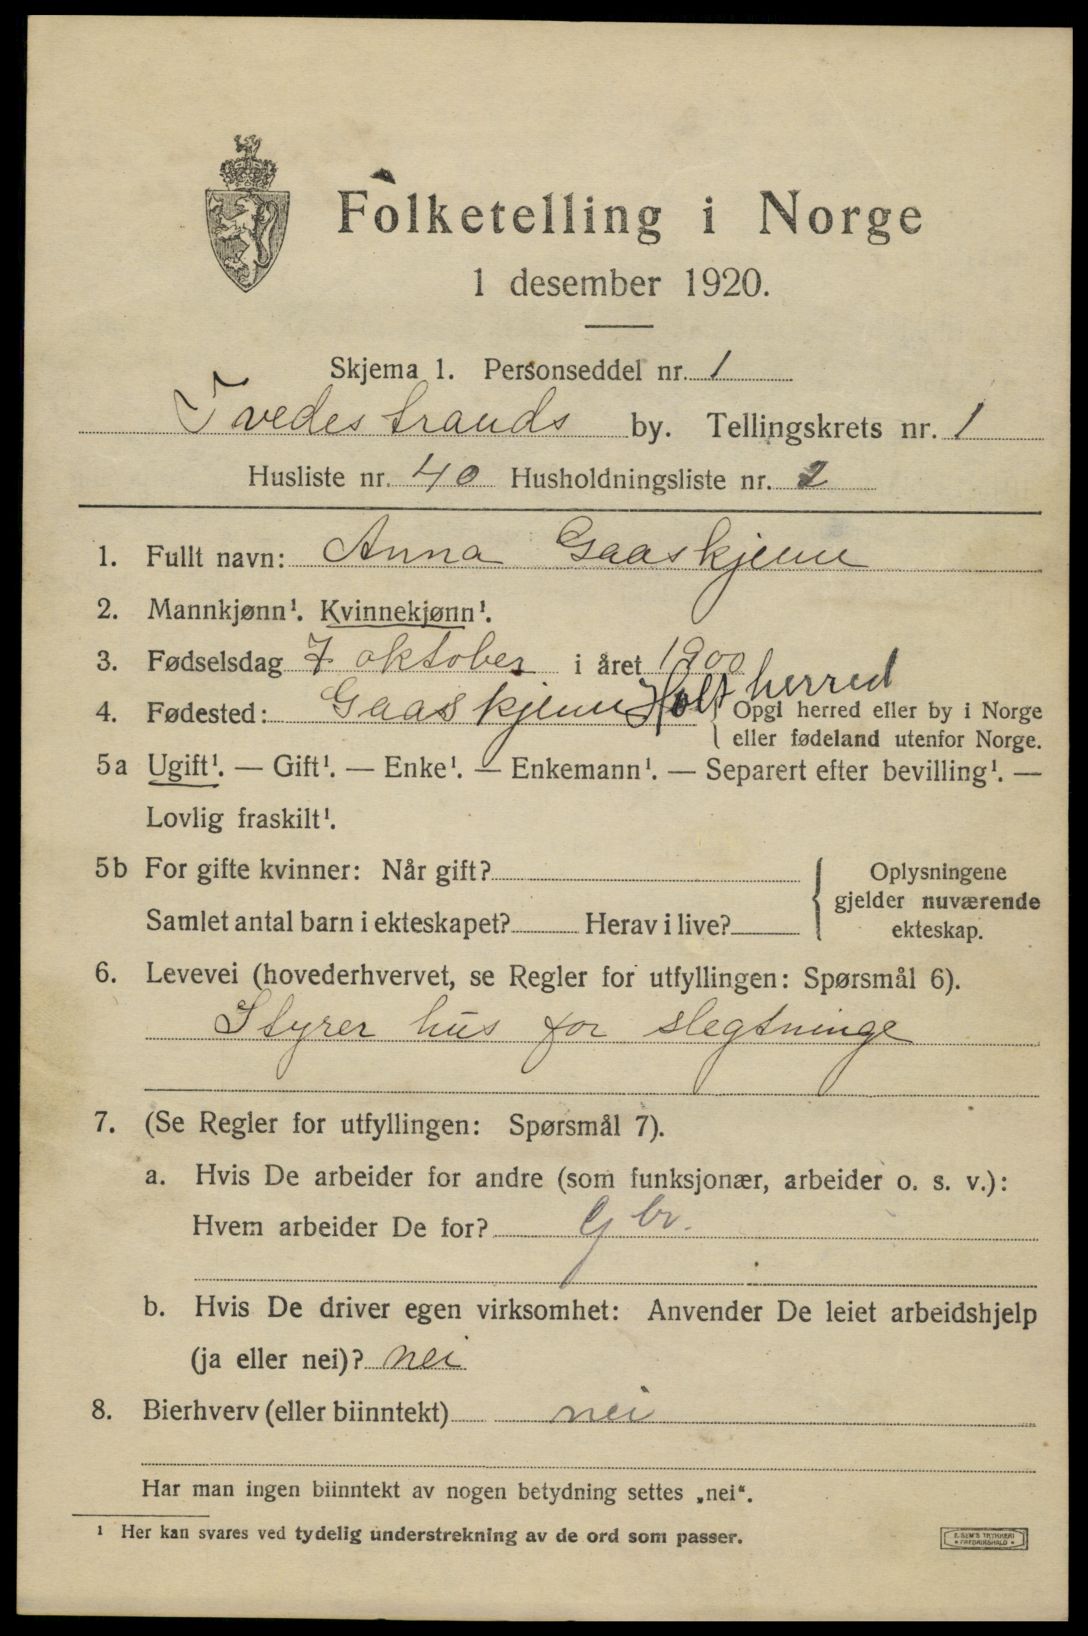 Folketelling i Norge
1 desember 1920.
Skjema 1. Personseddel nr. 1
Tvedestrands by. Tellingskrets nr. 1
Husliste nr. 40 Husholdningsliste nr. 2
1. Fullt navn: Anna Gaaskjenn
2. Mannkjønn¹. Kvinnekjønn¹.
3. Fødselsdag 7 oktober i året 1900
4. Fødested: Gaaskjenn Holt herred { Opgi herred eller by i Norge
eller fødeland utenfor Norge.
5a Ugift¹. — Gift¹. — Enke¹. — Enkemann¹. — Separert efter bevilling¹. —
Lovlig fraskilt¹.
5b For gifte kvinner: Når gift?
Samlet antal barn i ekteskapet? Herav i live?
{ Oplysningene
gjelder nuværende
ekteskap.
6. Levevei (hovederhvervet, se Regler for utfyllingen: Spørsmål 6).
Styrer hus for slegtninge
7. (Se Regler for utfyllingen: Spørsmål 7).
a. Hvis De arbeider for andre (som funksjonær, arbeider o. s. v.):
Hvem arbeider De for?
b. Hvis De driver egen virksomhet: Anvender De leiet arbeidshjelp
(ja eller nei)? nei
8. Bierhverv (eller biinntekt) nei
Har man ingen biinntekt av nogen betydning settes „nei“.
¹ Her kan svares ved tydelig understrekning av de ord som passer.
E. SEM'S TRYKKERI
• FREDRIKSHALD •